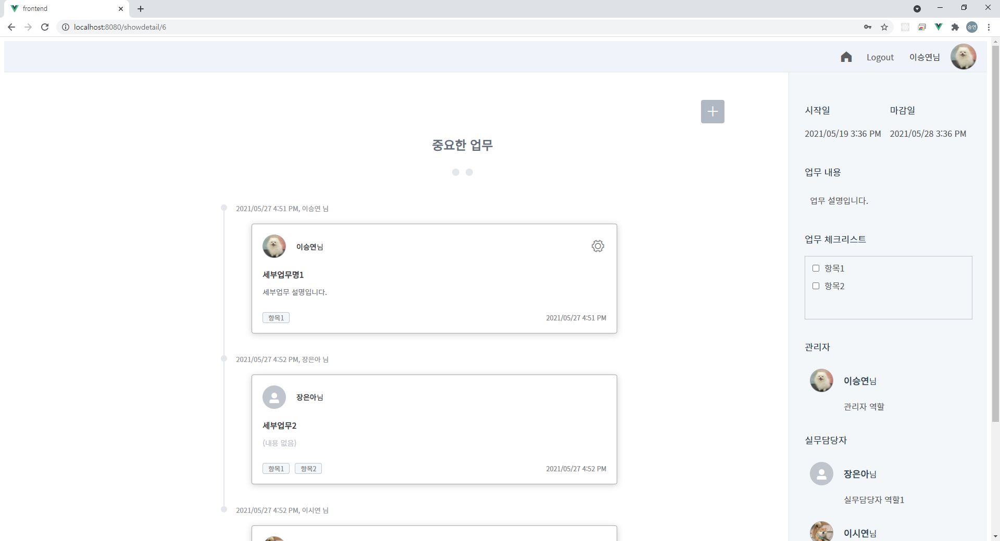 frontend
localhost:8080/showdetail/6
승연
Logout 이승연님
시작일 마감일
2021/05/19 3:36 PM 2021/05/28 3:36 PM
중요한 업무
업무 내용
업무 설명입니다.
2021/05/27 4:51 PM, 이승연 님
이승연님
세부업무명1
세부업무 설명입니다.
항목1 2021/05/27 4:51 PM
2021/05/27 4:52 PM, 장은아 님
장은아님
세부업무2
(내용 없음)
항목1 항목2 2021/05/27 4:52 PM
2021/05/27 4:52 PM, 이시연 님
업무 체크리스트
항목1
항목2
관리자
이승연님
관리자 역할
실무담당자
장은아님
실무담당자 역할1
이시연님